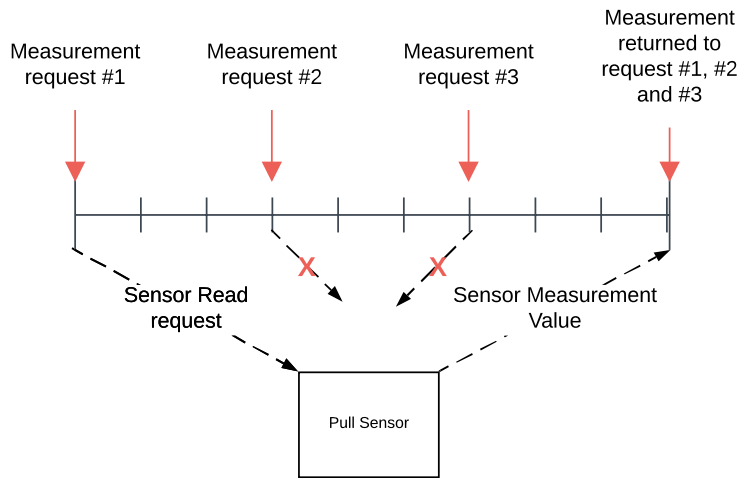 Measurement
request #1
Measurement
request #2
Measurement
request #3
Measurement
returned to
request #1, #2
and #3
X
X
Sensor Read
request
Sensor Measurement
Value
Pull Sensor